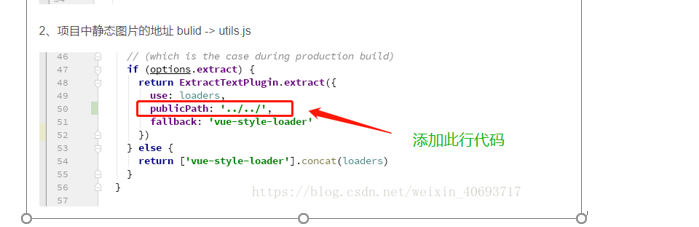 2、项目中静态图片的地址 bulid -> utils.js
46 // (which is the case during production build)
47 if (options.extract) {
48 return ExtractTextPlugin.extract({
49 use: loaders,
50 publicPath: '../../',
51 fallback: 'vue-style-loader'
52 })
53 } else {
54 return ['vue-style-loader'].concat(loaders)
55 }
56 }
57
添加此行代码
https://blog.csdn.net/weixin_40693717